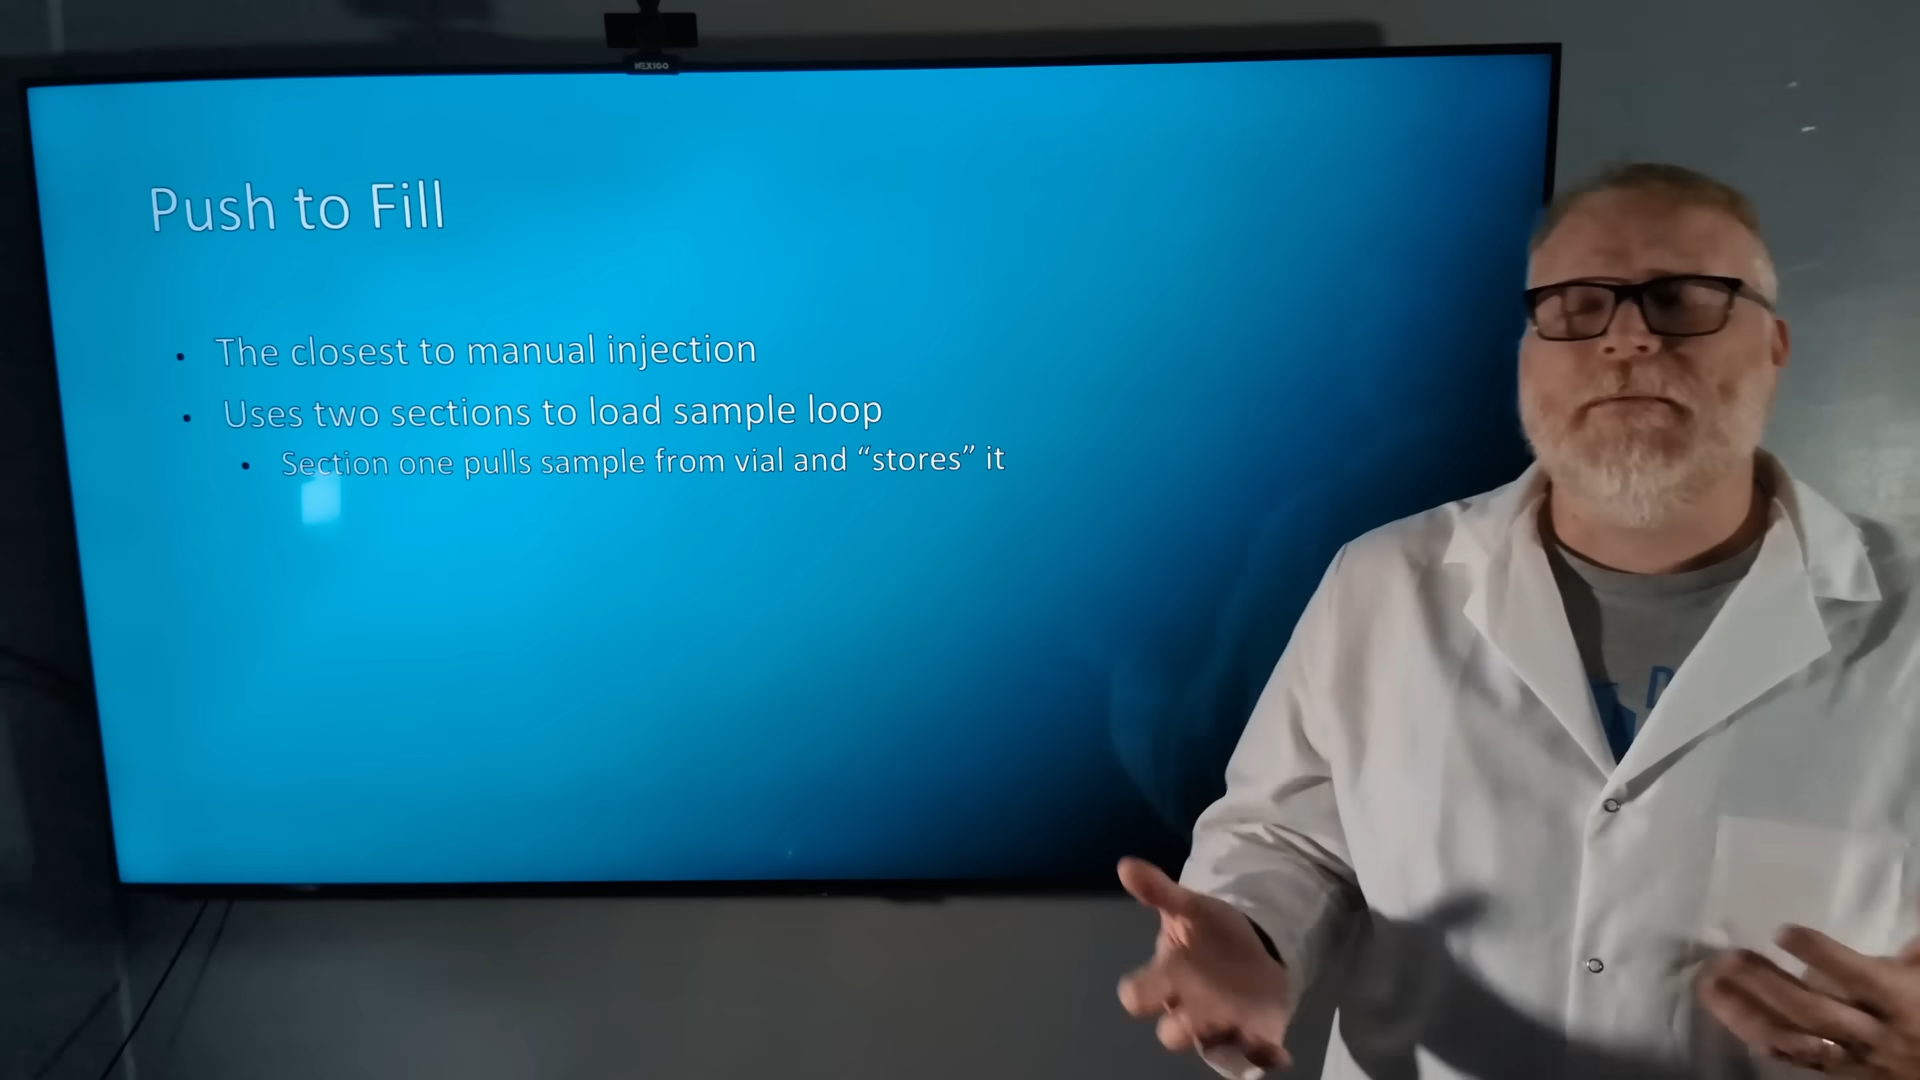 NEXIGO
Push to Fill
• The closest to manual injection
• Uses two sections to load sample loop
• Section one pulls sample from vial and “stores” it